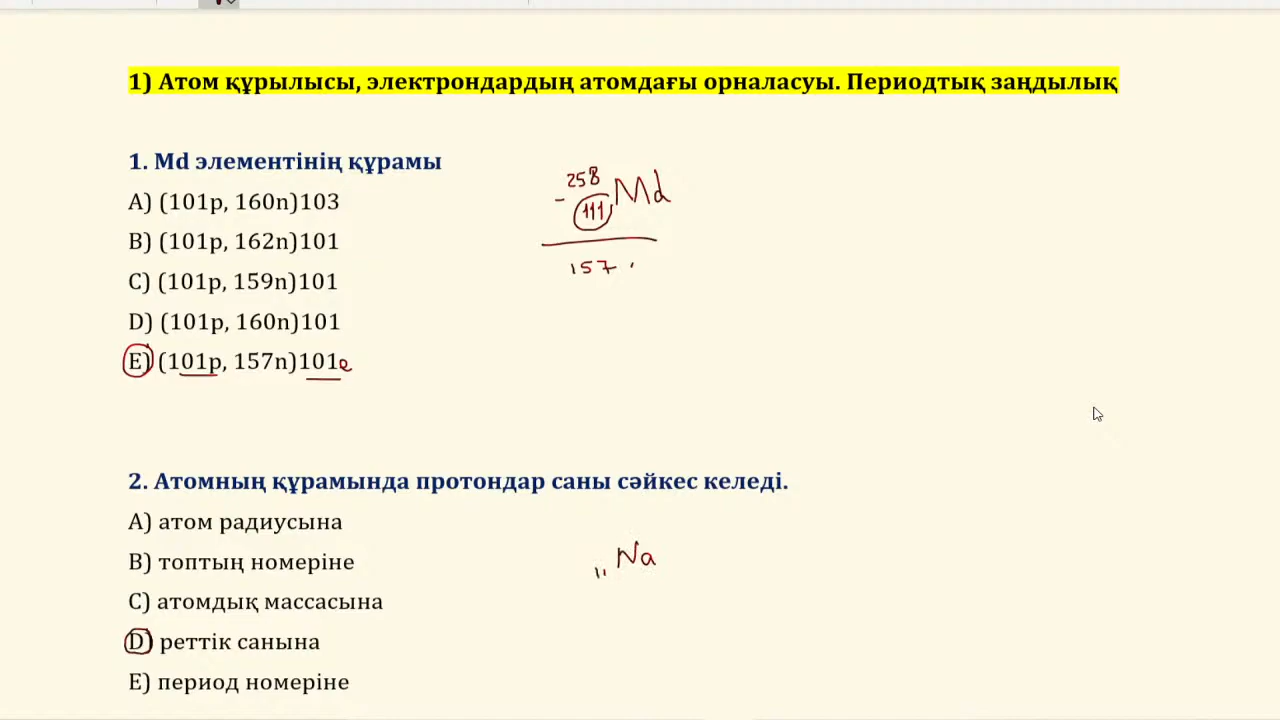 1) Атом құрылысы, электрондардың атомдағы орналасуы. Периодтық заңдылық
1. Md элементінің құрамы
A) (101p, 160n)103
B) (101p, 162n)101
C) (101p, 159n)101
D) (101p, 160n)101
E) (101p, 157n)101e
- 258
111 Md
157
2. Атомның құрамында протондар саны сәйкес келеді.
A) атом радиусына
B) топтың номеріне
C) атомдық массасына
D) реттік санына
E) период номеріне
11 Na